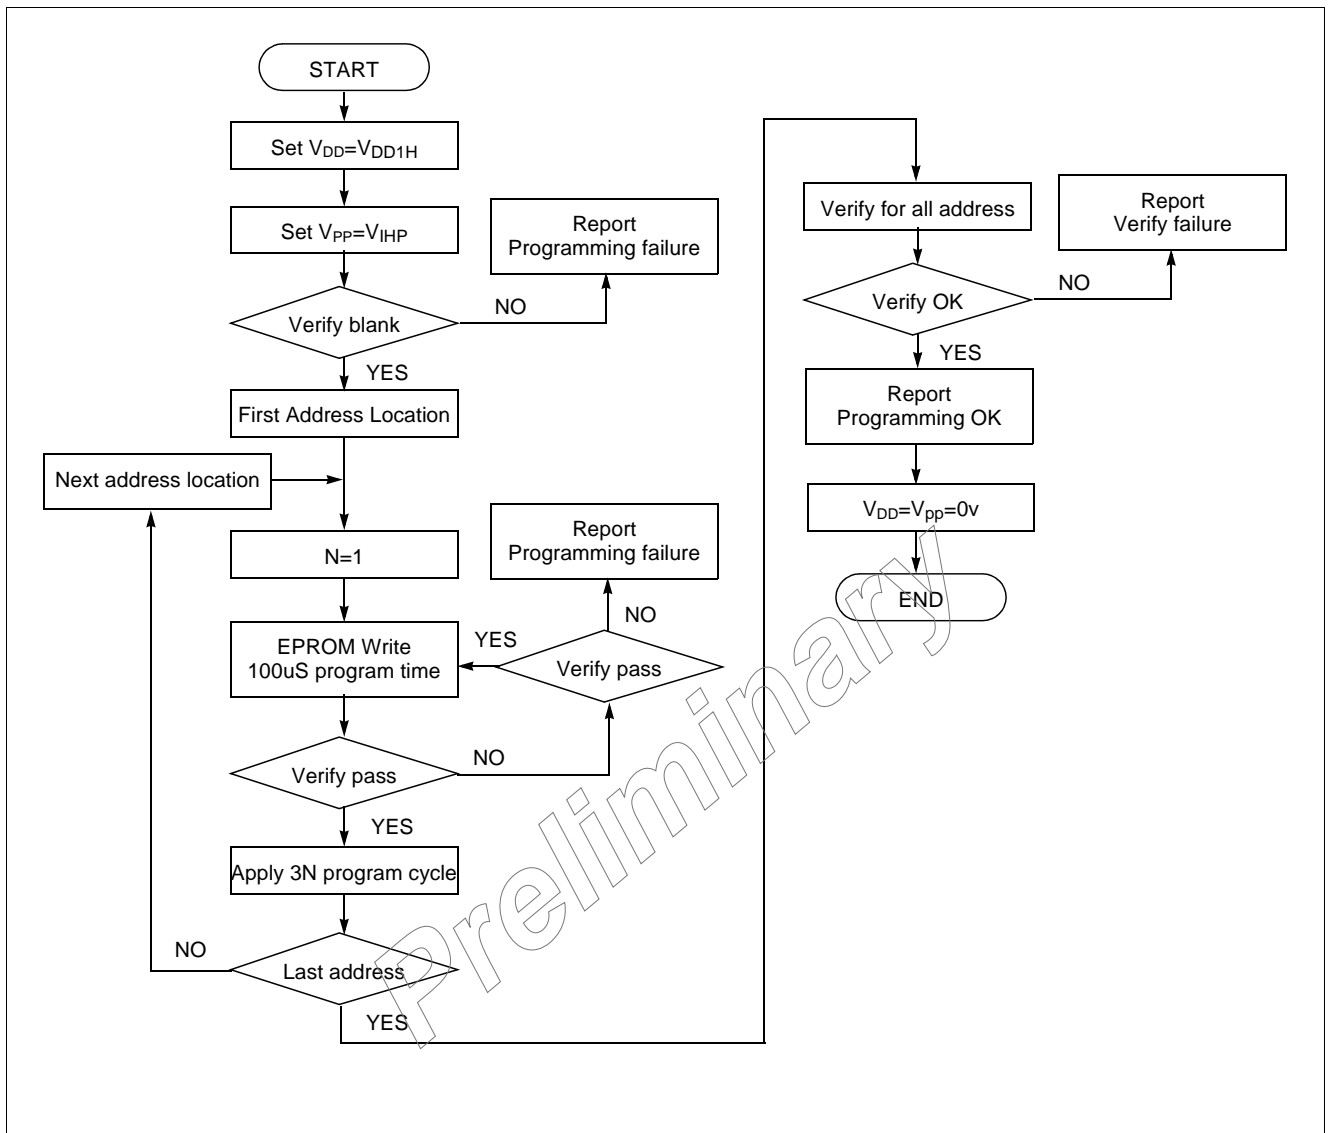 START
Set VDD=VDD1H
Set VPP=VIHP
Report
Programming failure
Verify blank
NO
YES
First Address Location
Next address location
N=1
Report
Programming failure
NO
EPROM Write
100uS program time
YES
Verify pass
Verify pass
NO
YES
Apply 3N program cycle
Last address
NO
YES
Verify for all address
Report
Verify failure
Verify OK
NO
YES
Report
Programming OK
VDD=Vpp=0v
END
Preliminary